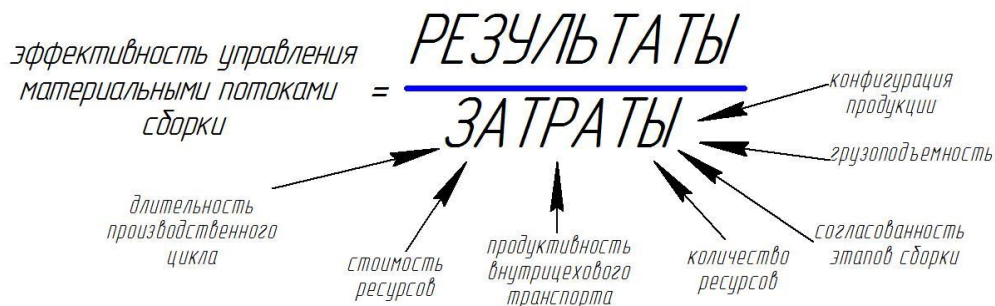 эффективность управления
материальными потоками
сборки
=
РЕЗУЛЬТАТЫ
ЗАТРАТЫ
конфигурация
продукции
грузоподъемность
согласованность
этапов сборки
количество
ресурсов
продуктивность
внутрицехового
транспорта
стоимость
ресурсов
длительность
производственного
цикла